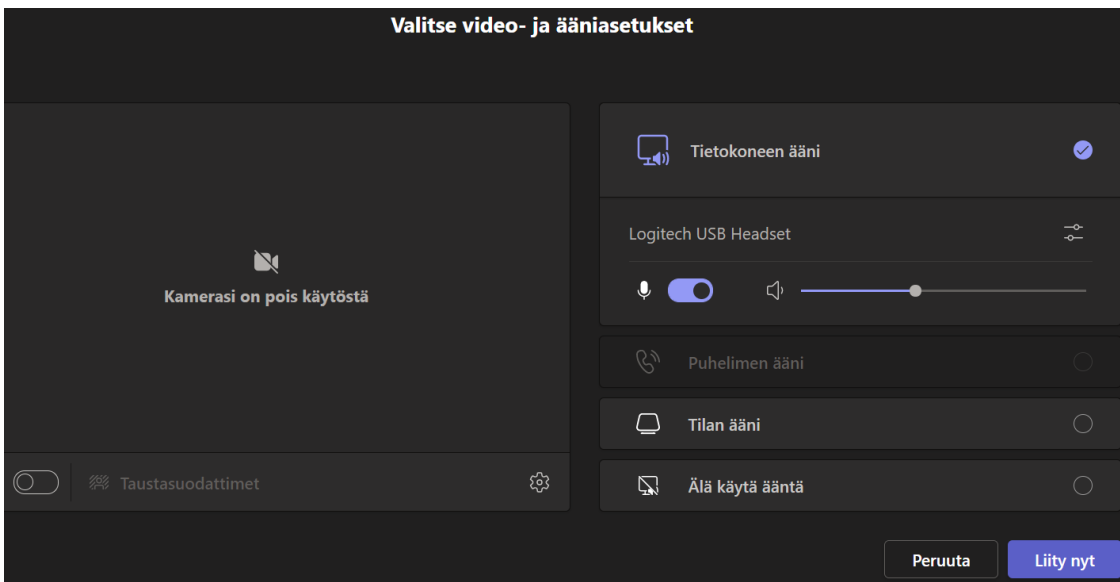 Valitse video- ja ääniasetukset
Kamerasi on pois käytöstä
Taustasuodattimet
Tietokoneen ääni
Logitech USB Headset
Puhelimen ääni
Tilan ääni
Älä käytä ääntä
Peruuta
Liity nyt